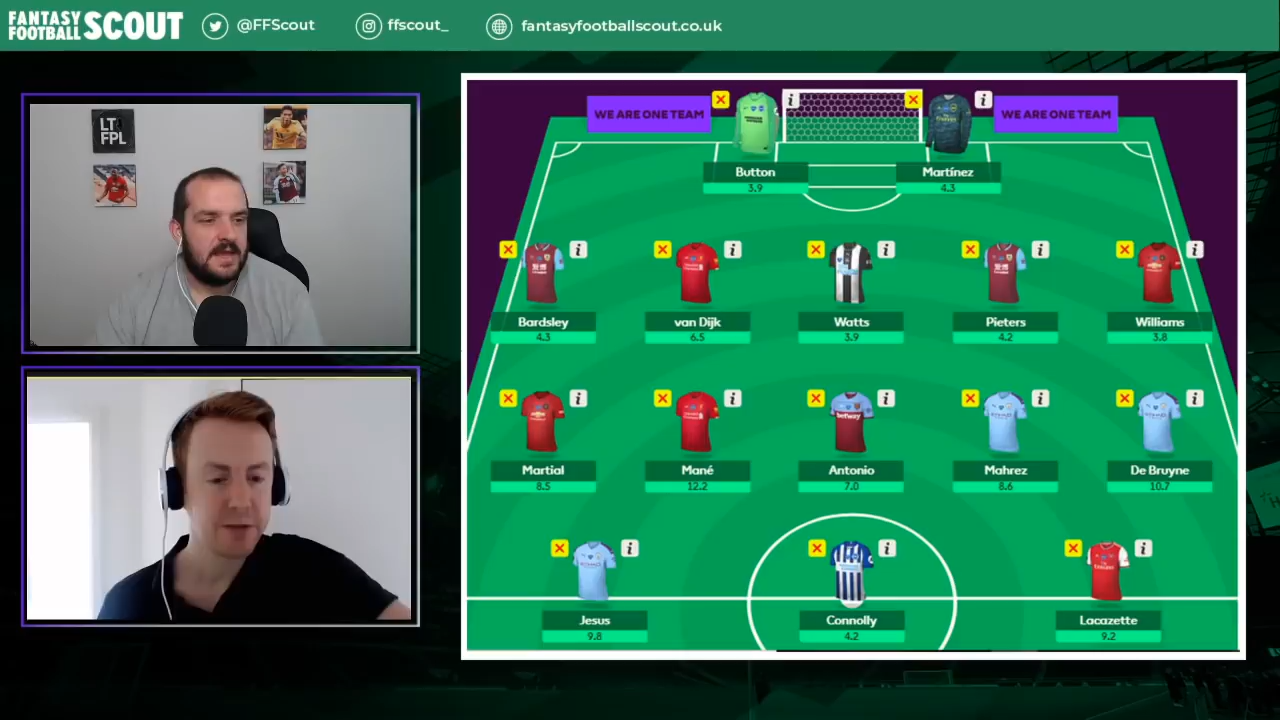 FANTASY
FOOTBALL SCOUT
@FFScout
ffscout_
fantasyfootballscout.co.uk
LTFPL
WE ARE ONE TEAM
WE ARE ONE TEAM
Button
3.9
Martínez
4.3
Bardsley
4.3
van Dijk
6.5
Watts
3.9
Pieters
4.2
Williams
3.8
Martial
8.5
Mané
12.2
Antonio
7.0
betway
Mahrez
8.6
De Bruyne
10.7
Jesus
9.8
Connolly
4.2
Lacazette
9.2